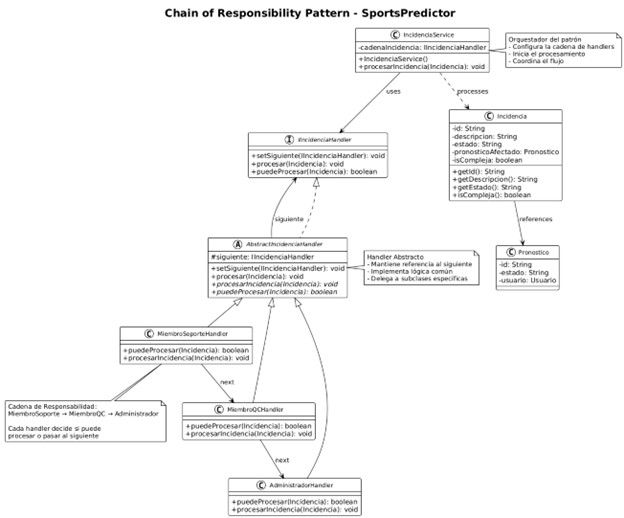 Chain of Responsibility Pattern - SportsPredictor
C IncidenciaService
-cadenaIncidencia: IIncidenciaHandler
+IncidenciaService()
+procesarIncidencia(Incidencia): void
Orquestador del patrón
- Configura la cadena de handlers
- Inicia el procesamiento
- Coordina el flujo
uses
processes
C Incidencia
-id: String
-descripcion: String
-estado: String
-pronosticoAfectado: Pronostico
-isCompleja: boolean
+getId(): String
+getDescripcion(): String
+getEstado(): String
+isCompleja(): boolean
I IIncidenciaHandler
+setSiguiente(IIncidenciaHandler): void
+procesar(Incidencia): void
+puedeProcesar(Incidencia): boolean
siguiente
references
A AbstractIncidenciaHandler
#siguiente: IIncidenciaHandler
+setSiguiente(IIncidenciaHandler): void
+procesar(Incidencia): void
+procesarIncidencia(Incidencia): void
+puedeProcesar(Incidencia): boolean
Handler Abstracto
- Mantiene referencia al siguiente
- Implementa lógica común
- Delega a subclases específicas
C Pronostico
-id: String
-estado: String
-usuario: Usuario
C MiembroSoporteHandler
+puedeProcesar(Incidencia): boolean
+procesarIncidencia(Incidencia): void
next
Cadena de Responsabilidad:
MiembroSoporte → MiembroQC → Administrador
Cada handler decide si puede
procesar o pasar al siguiente
C MiembroQCHandler
+puedeProcesar(Incidencia): boolean
+procesarIncidencia(Incidencia): void
next
C AdministradorHandler
+puedeProcesar(Incidencia): boolean
+procesarIncidencia(Incidencia): void